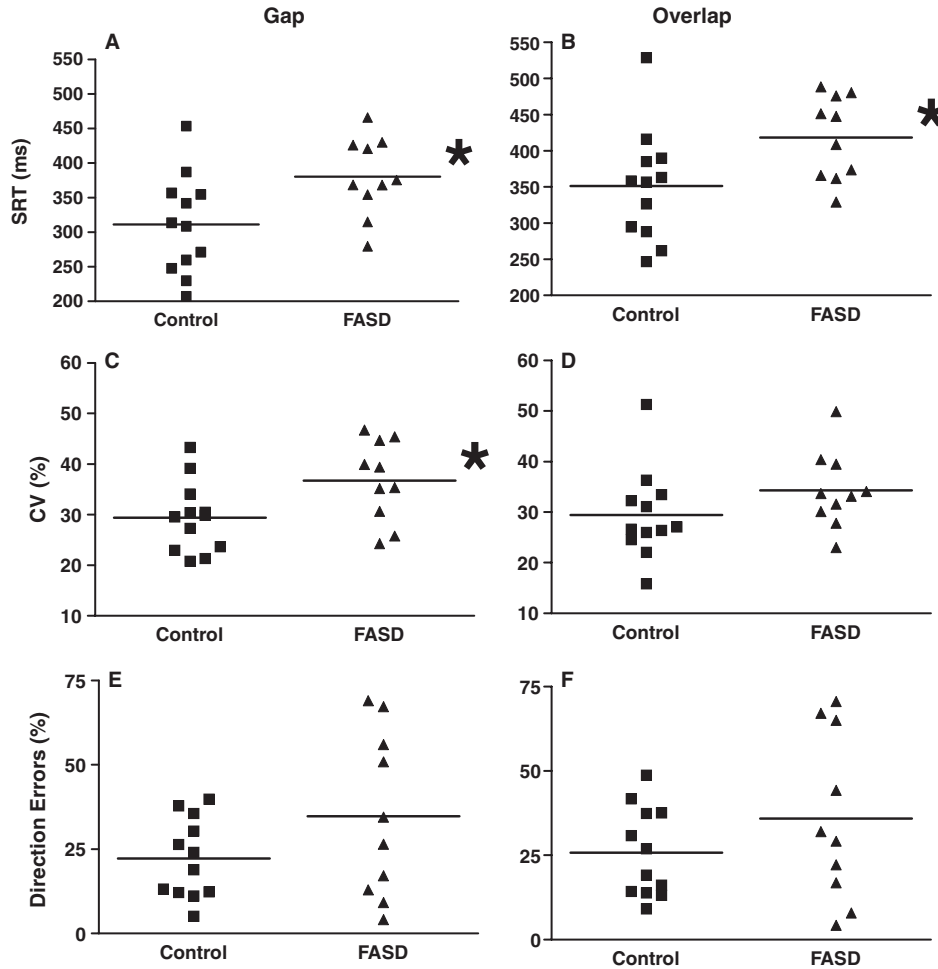 Gap
Overlap
A
SRT (ms)
550
500
450
400
350
300
250
200
Control
FASD
B
550
500
450
400
350
300
250
200
Control
FASD
C
CV (%)
60
50
40
30
20
10
Control
FASD
D
60
50
40
30
20
10
Control
FASD
E
Direction Errors (%)
75
50
25
0
Control
FASD
F
75
50
25
0
Control
FASD